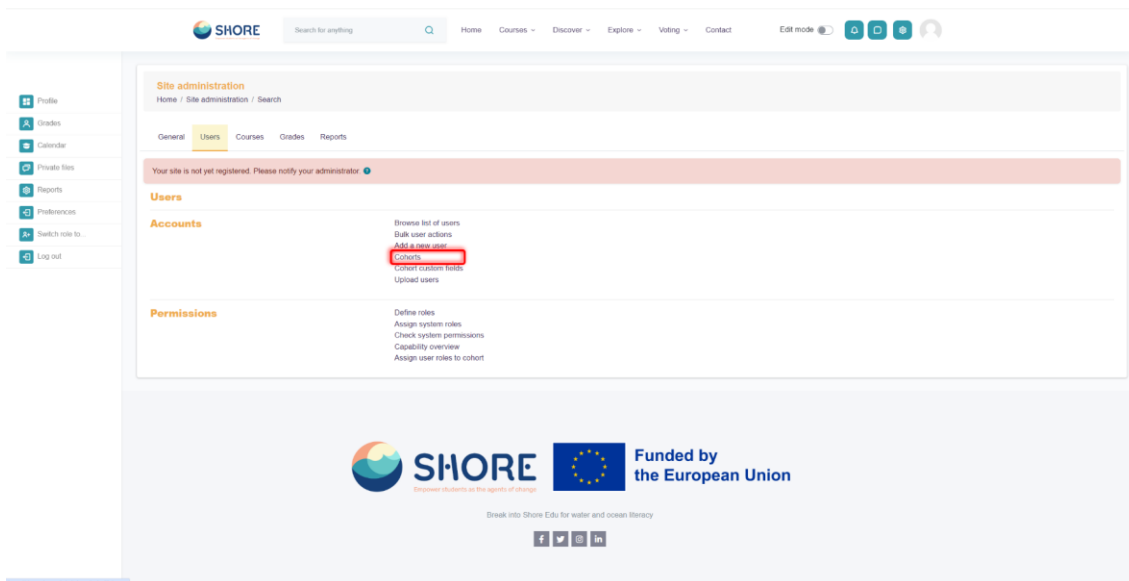 SHORE
Search for anything
Home Courses Discover Explore Voting Contact
Edit mode
Profile
Grades
Calendar
Private files
Reports
Preferences
Switch role to...
Log out
Site administration
Home / Site administration / Search
General Users Courses Grades Reports
Your site is not yet registered. Please notify your administrator.
Users
Accounts
Browse list of users
Bulk user actions
Add a new user
Cohorts
Cohort custom fields
Upload users
Permissions
Define roles
Assign system roles
Check system permissions
Capability overview
Assign user roles to cohort
SHORE
Empower students as the agents of change
Funded by
the European Union
Break into Shore Edu for water and ocean literacy